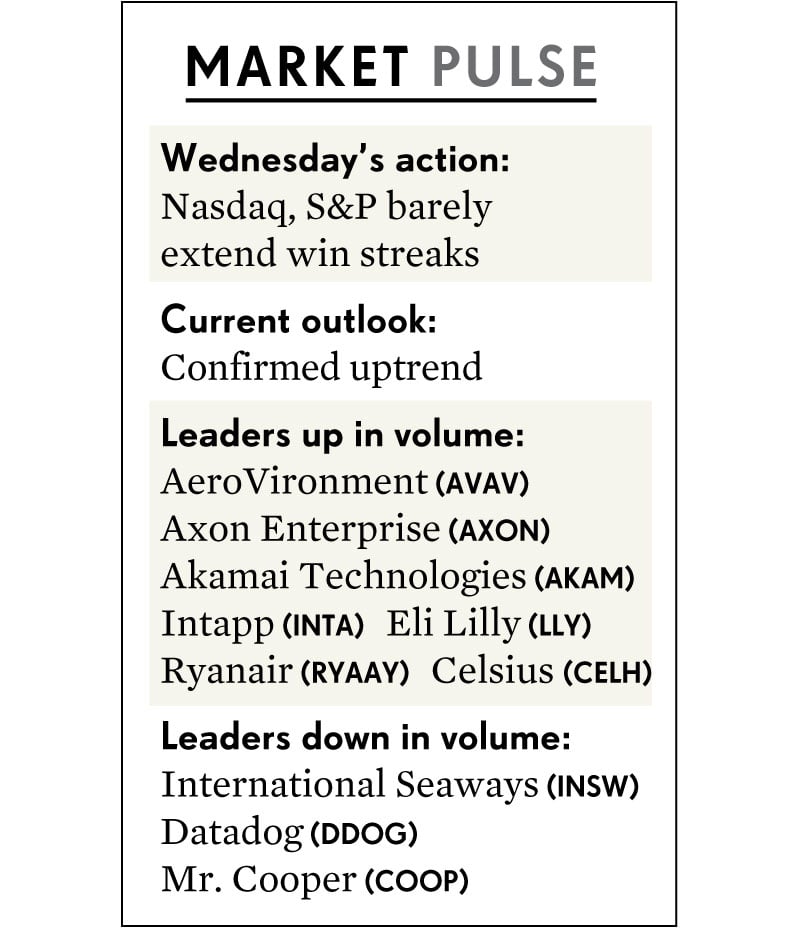 MARKET PULSE
Wednesday's action:
Nasdaq, S&P barely
extend win streaks
Current outlook:
Confirmed uptrend
Leaders up in volume:
AeroVironment (AVAV)
Axon Enterprise (AXON)
Akamai Technologies (AKAM)
Intapp (INTA) Eli Lilly (LLY)
Ryanair (RYAAY) Celsius (CELH)
Leaders down in volume:
International Seaways (INSW)
Datadog (DDOG)
Mr. Cooper (COOP)